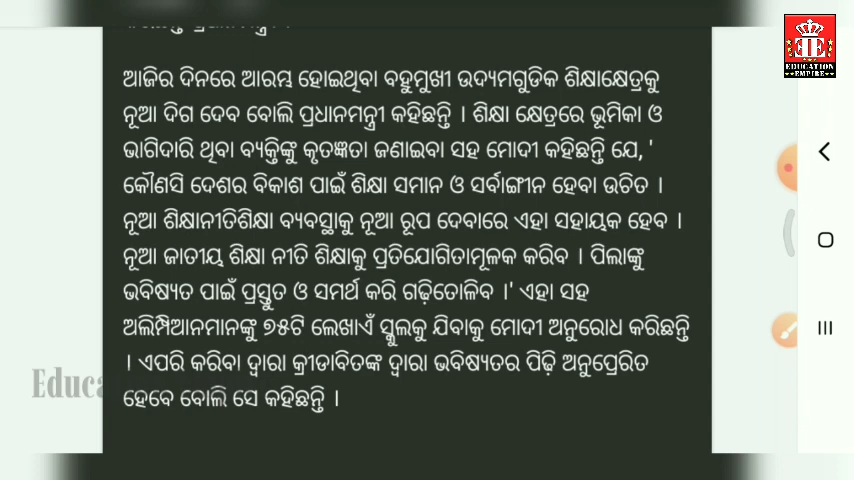 ଆଜିର ଦିନରେ ଆରମ୍ଭ ହୋଇଥିବା ବହୁମୁଖୀ ଉଦ୍ୟମଗୁଡିକ ଶିକ୍ଷାକ୍ଷେତ୍ରକୁ
ନୂଆ ଦିଗ ଦେବ ବୋଲି ପ୍ରଧାନମନ୍ତ୍ରୀ କହିଛନ୍ତି । ଶିକ୍ଷା କ୍ଷେତ୍ରରେ ଭୂମିକା ଓ
ଭାଗିଦାରି ଥିବା ବ୍ୟକ୍ତିଙ୍କୁ କୃତଜ୍ଞତା ଜଣାଇବା ସହ ମୋଦୀ କହିଛନ୍ତି ଯେ, '
କୌଣସି ଦେଶର ବିକାଶ ପାଇଁ ଶିକ୍ଷା ସମାନ ଓ ସର୍ବାଙ୍ଗୀନ ହେବା ଉଚିତ ।
ନୂଆ ଶିକ୍ଷାନୀତିଶିକ୍ଷା ବ୍ୟବସ୍ଥାକୁ ନୂଆ ରୂପ ଦେବାରେ ଏହା ସହାୟକ ହେବ ।
ନୂଆ ଜାତୀୟ ଶିକ୍ଷା ନୀତି ଶିକ୍ଷାକୁ ପ୍ରତିଯୋଗିତାମୂଳକ କରିବ । ପିଲାଙ୍କୁ
ଭବିଷ୍ୟତ ପାଇଁ ପ୍ରସ୍ତୁତ ଓ ସମର୍ଥ କରି ଗଢ଼ିତୋଳିବ ।' ଏହା ସହ
ଅଲିମ୍ପିଆନମାନଙ୍କୁ ୭୫ଟି ଲେଖାଏଁ ସ୍କୁଲକୁ ଯିବାକୁ ମୋଦୀ ଅନୁରୋଧ କରିଛନ୍ତି
। ଏପରି କରିବା ଦ୍ୱାରା କ୍ରୀଡାବିତଙ୍କ ଦ୍ୱାରା ଭବିଷ୍ୟତର ପିଢ଼ି ଅନୁପ୍ରେରିତ
ହେବେ ବୋଲି ସେ କହିଛନ୍ତି ।
EDUCATION
EMPIRE